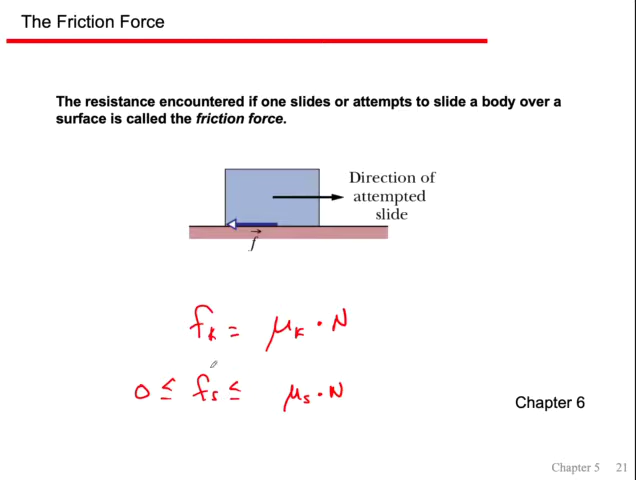 The Friction Force
The resistance encountered if one slides or attempts to slide a body over a
surface is called the friction force.
Direction of
attempted
slide
f
fk = μk · N
0 ≤ fs ≤ μs · N
Chapter 6
Chapter 5 21